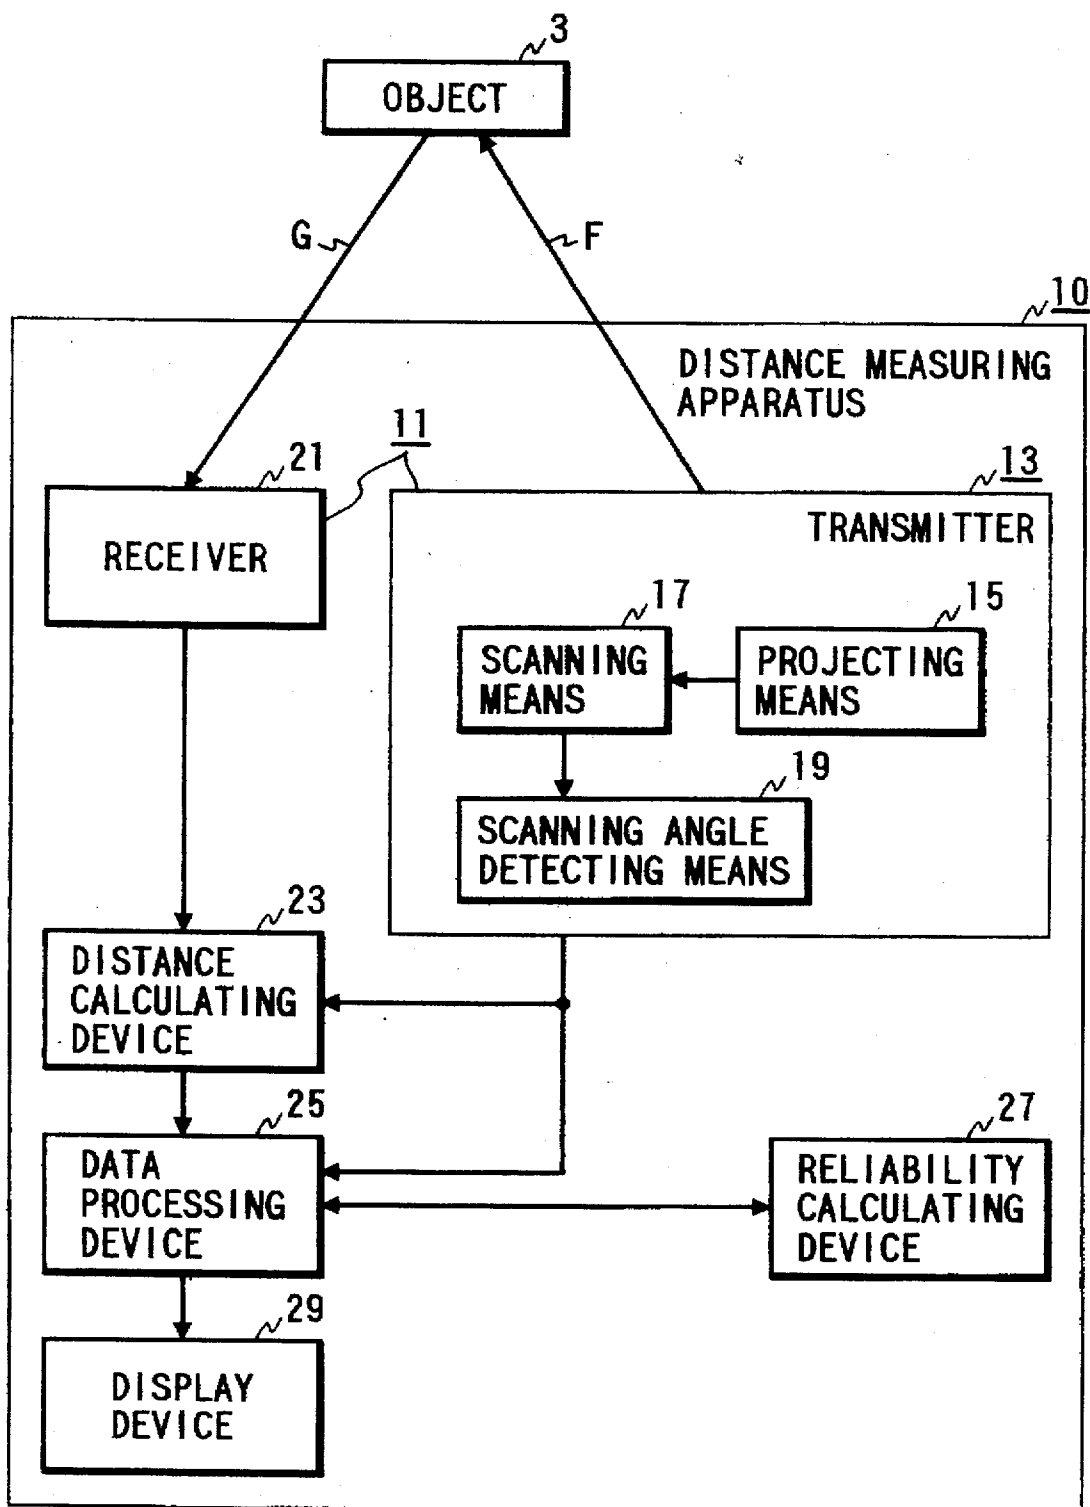 3
OBJECT
G
F
10
DISTANCE MEASURING
APPARATUS
11
21
RECEIVER
13
TRANSMITTER
17
SCANNING
MEANS
15
PROJECTING
MEANS
19
SCANNING ANGLE
DETECTING MEANS
23
DISTANCE
CALCULATING
DEVICE
25
DATA
PROCESSING
DEVICE
27
RELIABILITY
CALCULATING
DEVICE
29
DISPLAY
DEVICE